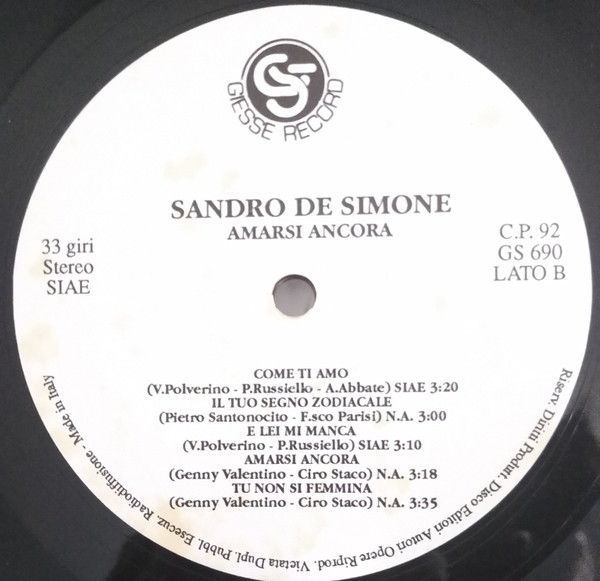 GS
GIESSE RECORD
SANDRO DE SIMONE
AMARSI ANCORA
33 giri
Stereo
SIAE
C.P. 92
GS 690
LATO B
COME TI AMO
(V.Polverino - P.Russiello - A.Abbate) SIAE 3:20
IL TUO SEGNO ZODIACALE
(Pietro Santonocito - F.sco Parisi) N.A. 3:00
E LEI MI MANCA
(V.Polverino - P.Russiello) SIAE 3:10
AMARSI ANCORA
(Genny Valentino - Ciro Staco) N.A. 3:18
TU NON SI FEMMINA
(Genny Valentino - Ciro Staco) N.A. 3:35
Riserv. Diritti Produt. Disco Editori Autori Opere Riprod. Vietata Dupl. Pubbl. Esecuz. Radiodiffusione - Made in Italy